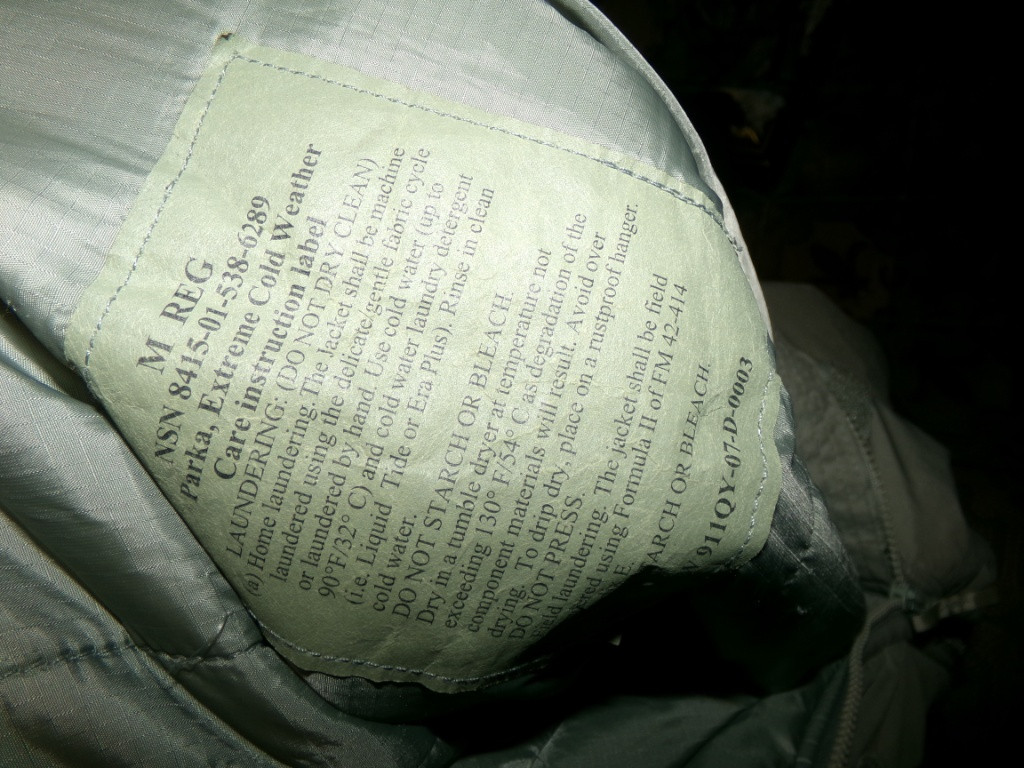 M REG
NSN 8415-01-538-6289
Parka, Extreme Cold Weather
Care instruction label
(a) LAUNDERING: (DO NOT DRY CLEAN)
Home laundering. The Jacket shall be machine
laundered using the delicate/gentle fabric cycle
or laundered by hand. Use cold water (up to
90°F/32° C) and cold water laundry detergent
(i.e. Liquid Tide or Era Plus). Rinse in clean
cold water.
DO NOT STARCH OR BLEACH.
Dry in a tumble dryer at temperature not
exceeding 130° F/54° C as degradation of the
component materials will result. Avoid over
drying. To drip dry, place on a rustproof hanger.
DO NOT PRESS.
laundering. The jacket shall be field
using Formula II of FM 42-414
OR BLEACH.
911QY-07-D-0003